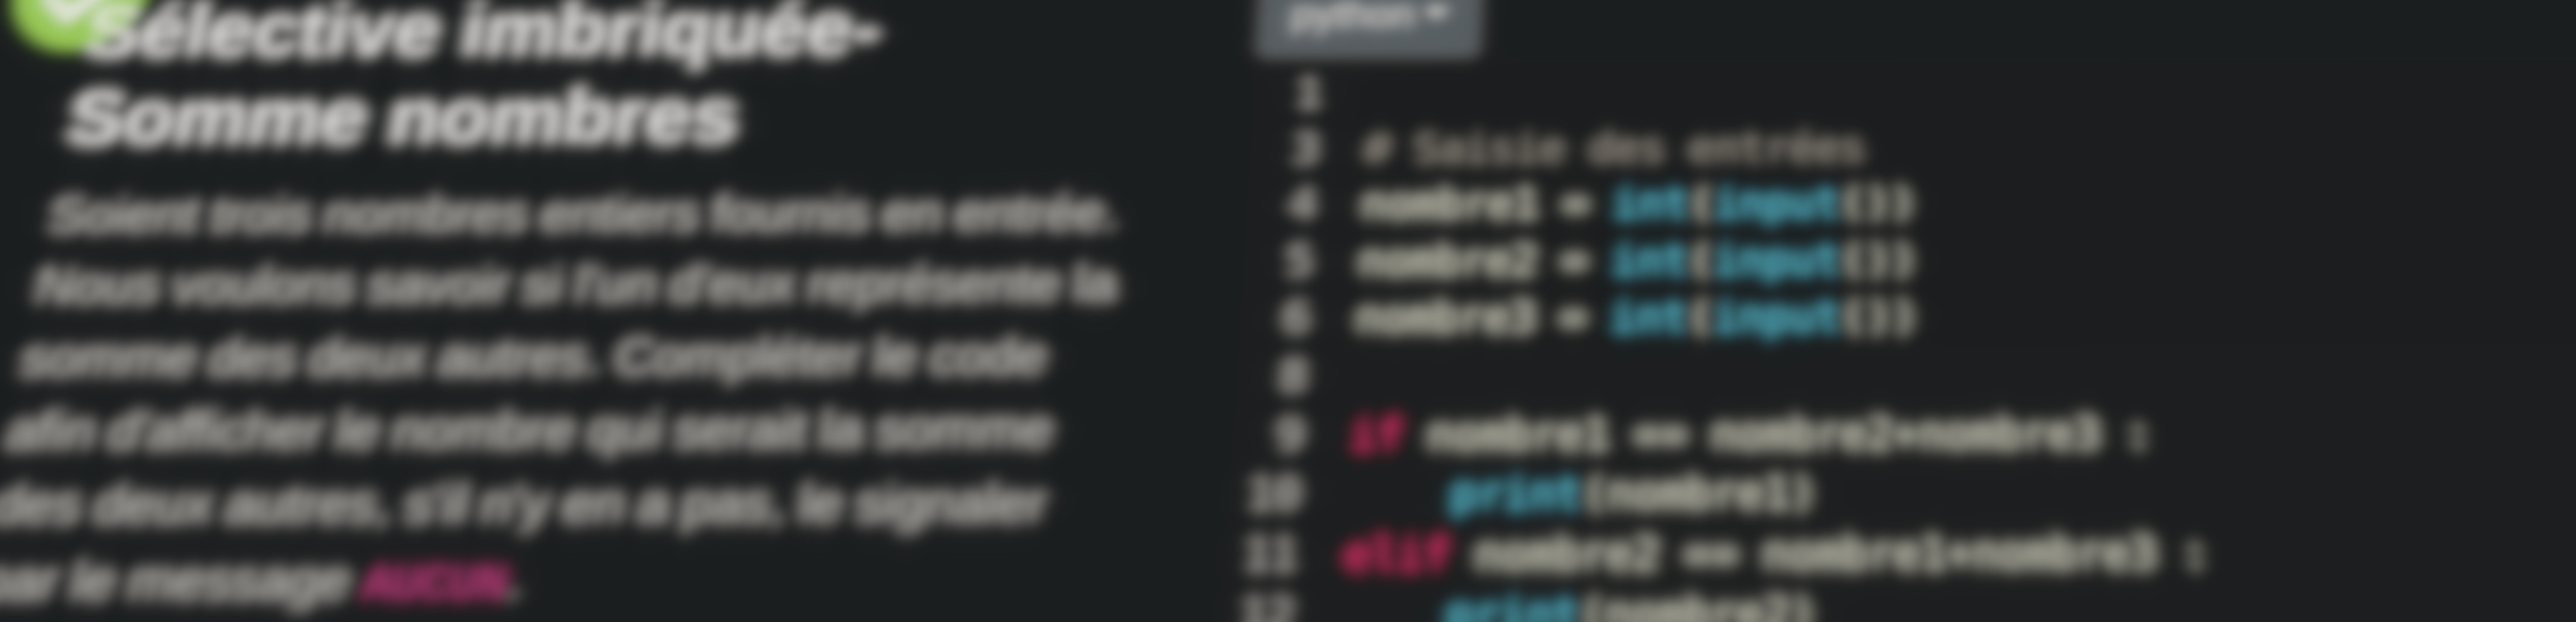 Sélective imbriquée-
Somme nombres
Soient trois nombres entiers fournis en entrée.
Nous voulons savoir si l'un d'eux représente la
somme des deux autres. Compléter le code
afin d'afficher le nombre qui serait la somme
des deux autres, s'il n'y en a pas, le signaler
par le message AUCUN.
python
1
3 # Saisie des entrées
4 nombre1 = int(input())
5 nombre2 = int(input())
6 nombre3 = int(input())
8
9 if nombre1 == nombre2+nombre3 :
10 print(nombre1)
11 elif nombre2 == nombre1+nombre3 :
12 print(nombre2)